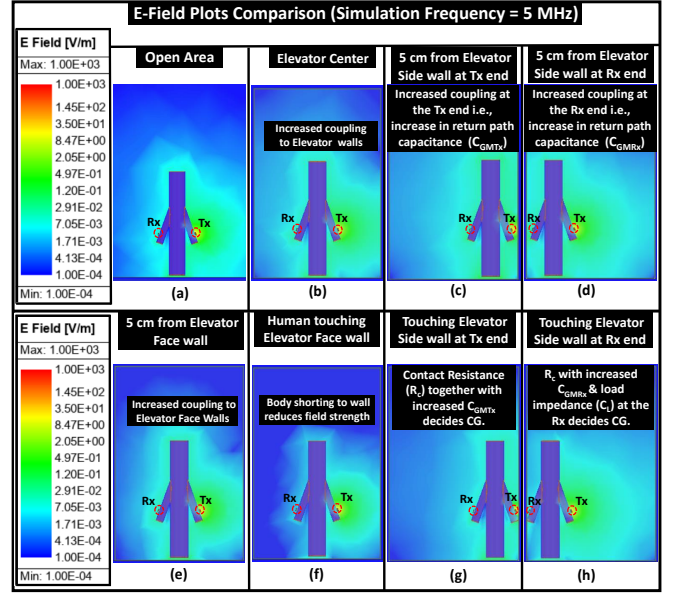 E-Field Plots Comparison (Simulation Frequency = 5 MHz)
E Field [V/m]
Max: 1.00E+03
1.00E+03
1.45E+02
3.50E+01
8.47E+00
2.05E+00
4.97E-01
1.20E-01
2.91E-02
7.05E-03
1.71E-03
4.13E-04
1.00E-04
Min: 1.00E-04
Open Area
Rx
Tx
(a)
Elevator Center
Increased coupling
to Elevator walls
Rx
Tx
(b)
5 cm from Elevator
Side wall at Tx end
Increased coupling at
the Tx end i.e.,
increase in return path
capacitance (CGMTx)
Rx
Tx
(c)
5 cm from Elevator
Side wall at Rx end
Increased coupling at
the Rx end i.e.,
increase in return path
capacitance (CGMRx)
Rx
Tx
(d)
E Field [V/m]
Max: 1.00E+03
1.00E+03
1.45E+02
3.50E+01
8.47E+00
2.05E+00
4.97E-01
1.20E-01
2.91E-02
7.05E-03
1.71E-03
4.13E-04
1.00E-04
Min: 1.00E-04
5 cm from Elevator
Face wall
Increased coupling to
Elevator Face Walls
Rx
Tx
(e)
Human touching
Elevator Face wall
Body shorting to wall
reduces field strength
Rx
Tx
(f)
Touching Elevator
Side wall at Tx end
Contact Resistance
(Rc) together with
increased CGMTx
decides CG.
Rx
Tx
(g)
Touching Elevator
Side wall at Rx end
Rc with increased
CGMRx & load
impedance (CL) at the
Rx decides CG.
Rx
Tx
(h)